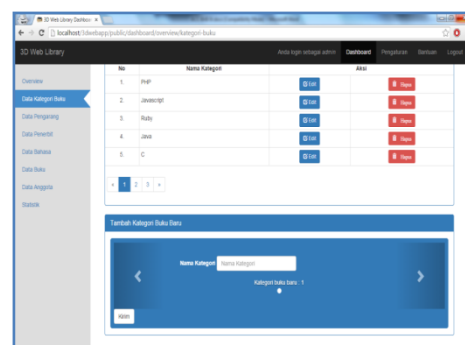 3D Web Library Dashboar
localhost/3dwebapp/public/dashboard/overview/kategori-buku
3D Web Library
Anda login sebagai admin Dashboard Pengaturan Bantuan Logout
Overview
Data Kategori Buku
Data Pengarang
Data Penerbit
Data Bahasa
Data Buku
Data Anggota
Statistik
No Nama Kategori Aksi
1. PHP Edit Hapus
2. Javascript Edit Hapus
3. Ruby Edit Hapus
4. Java Edit Hapus
5. C Edit Hapus
« 1 2 3 »
Tambah Kategori Buku Baru
Nama Kategori Nama Kategori
Kategori buku baru : 1
Kirim